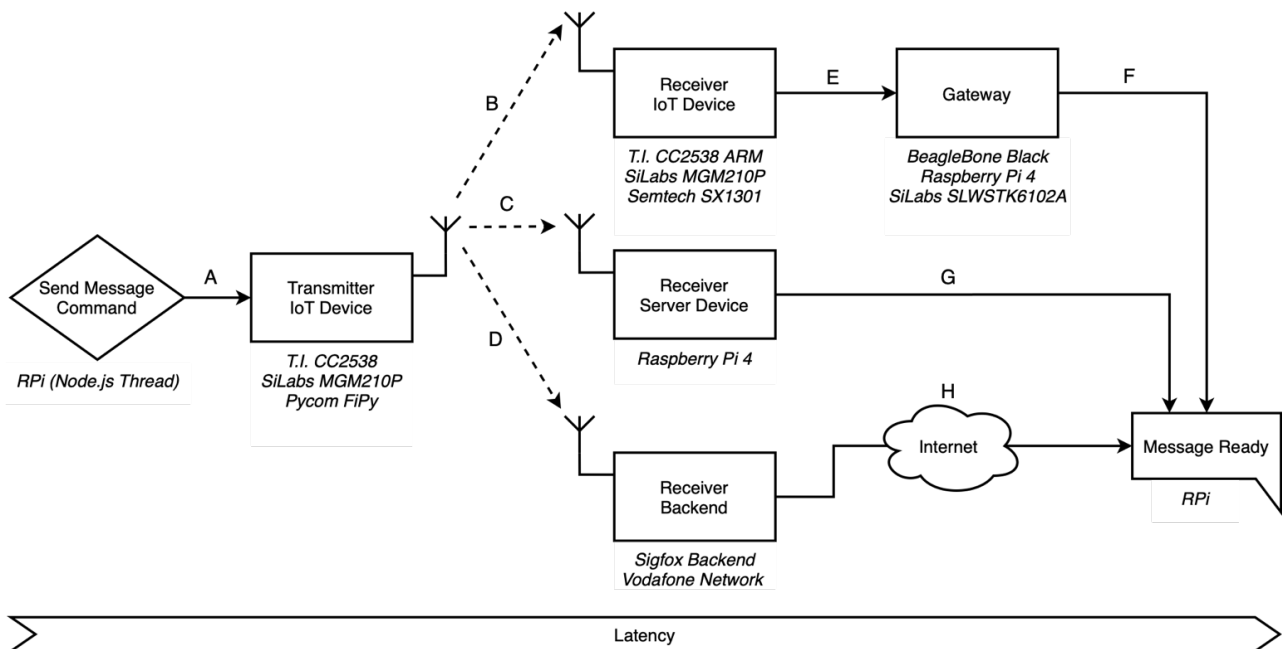 B
Receiver
IoT Device
E
Gateway
F
T.I. CC2538 ARM
SiLabs MGM210P
Semtech SX1301
BeagleBone Black
Raspberry Pi 4
SiLabs SLWSTK6102A
C
Send Message
Command
RPi (Node.js Thread)
A
Transmitter
IoT Device
T.I. CC2538
SiLabs MGM210P
Pycom FiPy
Receiver
Server Device
Raspberry Pi 4
G
D
H
Internet
Receiver
Backend
Sigfox Backend
Vodafone Network
Message Ready
RPi
Latency